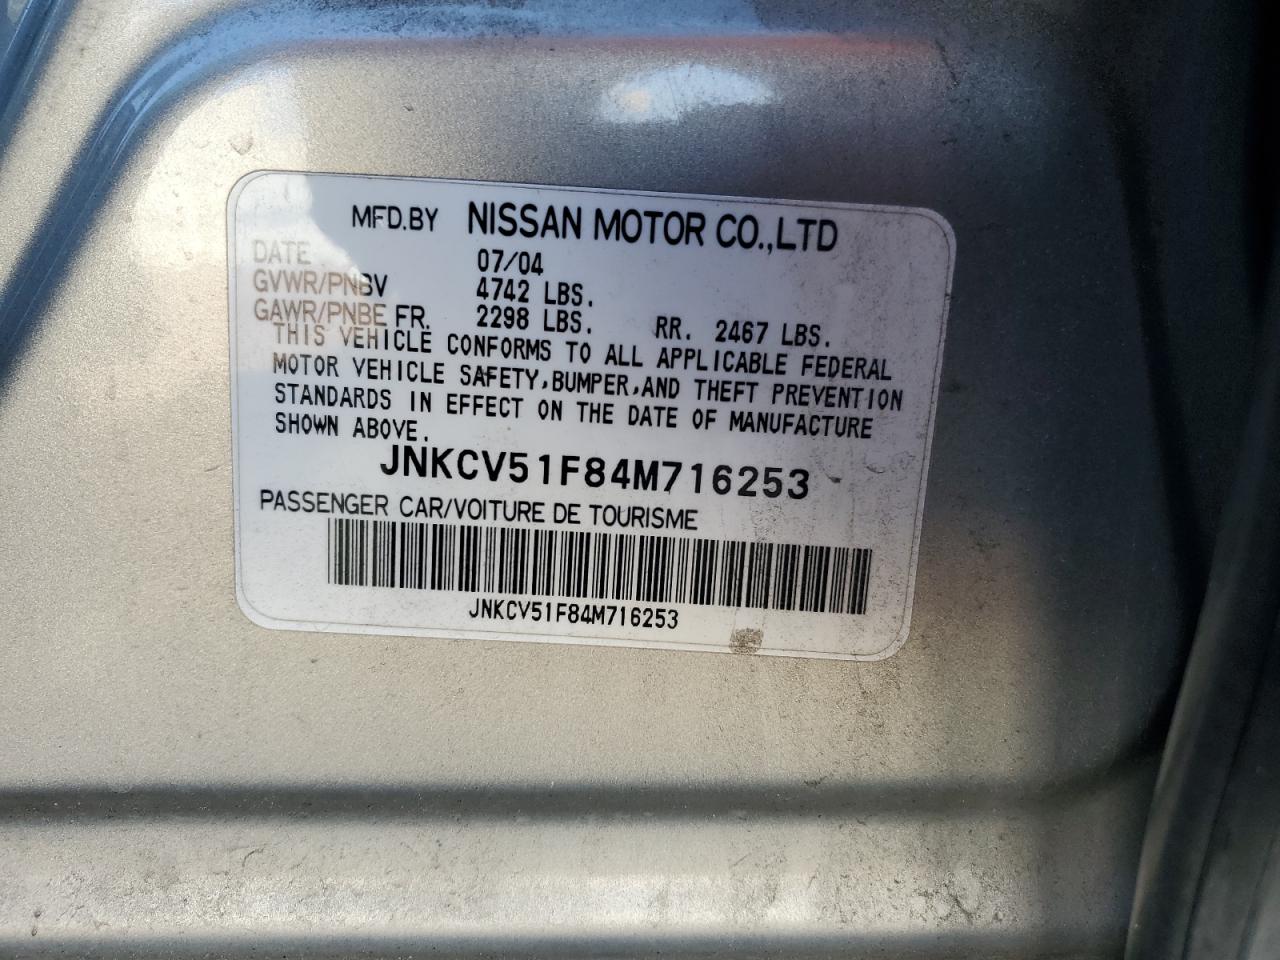 MFD.BY NISSAN MOTOR CO.,LTD
DATE 07/04
GVWR/PNBV 4742 LBS.
GAWR/PNBE FR. 2298 LBS. RR. 2467 LBS.
THIS VEHICLE CONFORMS TO ALL APPLICABLE FEDERAL
MOTOR VEHICLE SAFETY,BUMPER,AND THEFT PREVENTION
STANDARDS IN EFFECT ON THE DATE OF MANUFACTURE
SHOWN ABOVE.
JNKCV51F84M716253
PASSENGER CAR/VOITURE DE TOURISME
JNKCV51F84M716253